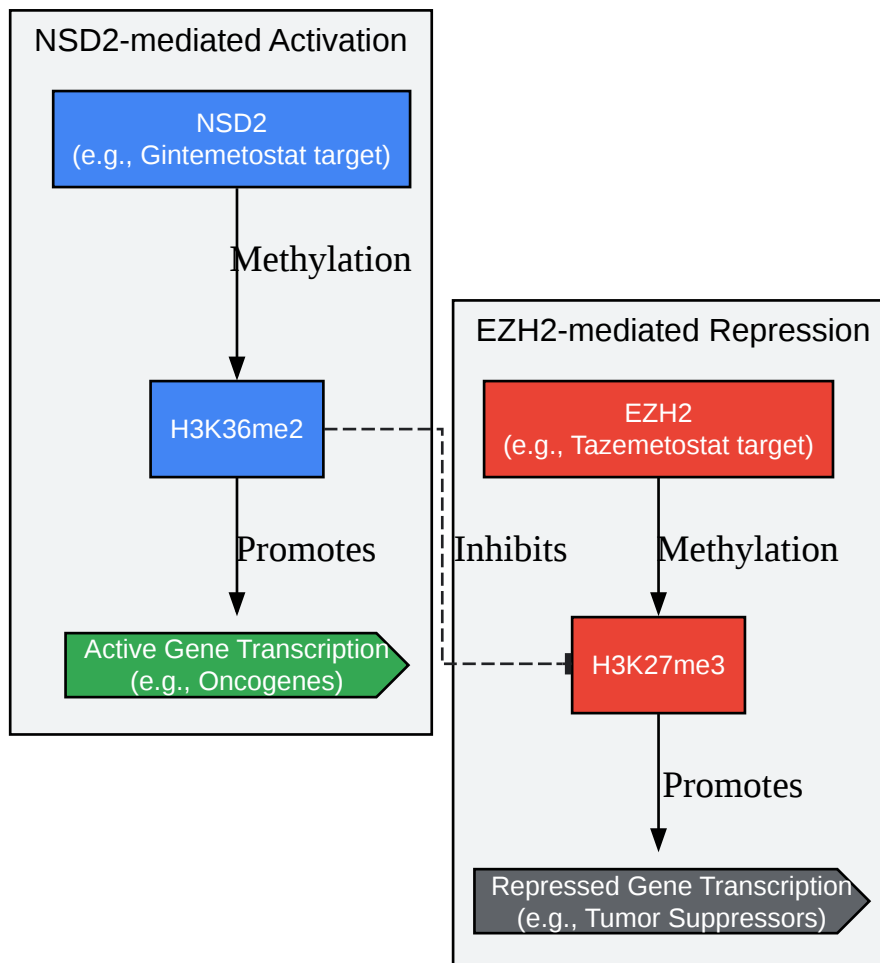 NSD2-mediated Activation
NSD2
(e.g., Gintemetostat target)
Methylation
H3K36me2
Promotes
Active Gene Transcription
(e.g., Oncogenes)
Inhibits
EZH2-mediated Repression
EZH2
(e.g., Tazemetostat target)
Methylation
H3K27me3
Promotes
Repressed Gene Transcription
(e.g., Tumor Suppressors)